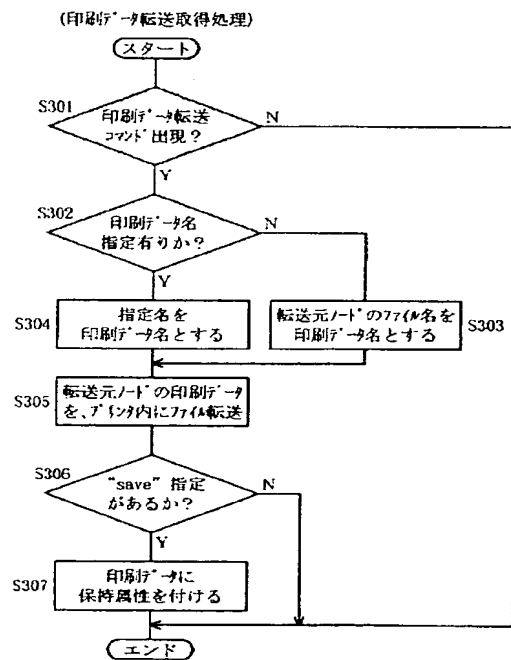 (印刷ﾃﾞｰﾀ転送取得処理)
スタート
S301
印刷ﾃﾞｰﾀ転送
ｺﾏﾝﾄﾞ出現?
N
Y
S302
印刷ﾃﾞｰﾀ名
指定有りか?
N
Y
S304
指定名を
印刷ﾃﾞｰﾀ名とする
転送元ﾉｰﾄﾞのﾌｧｲﾙ名を
印刷ﾃﾞｰﾀ名とする
S303
S305
転送元ﾉｰﾄﾞの印刷ﾃﾞｰﾀ
を、ﾌﾟﾘﾝﾀ内にﾌｧｲﾙ転送
S306
"save" 指定
があるか?
N
Y
S307
印刷ﾃﾞｰﾀに
保持属性を付ける
エンド